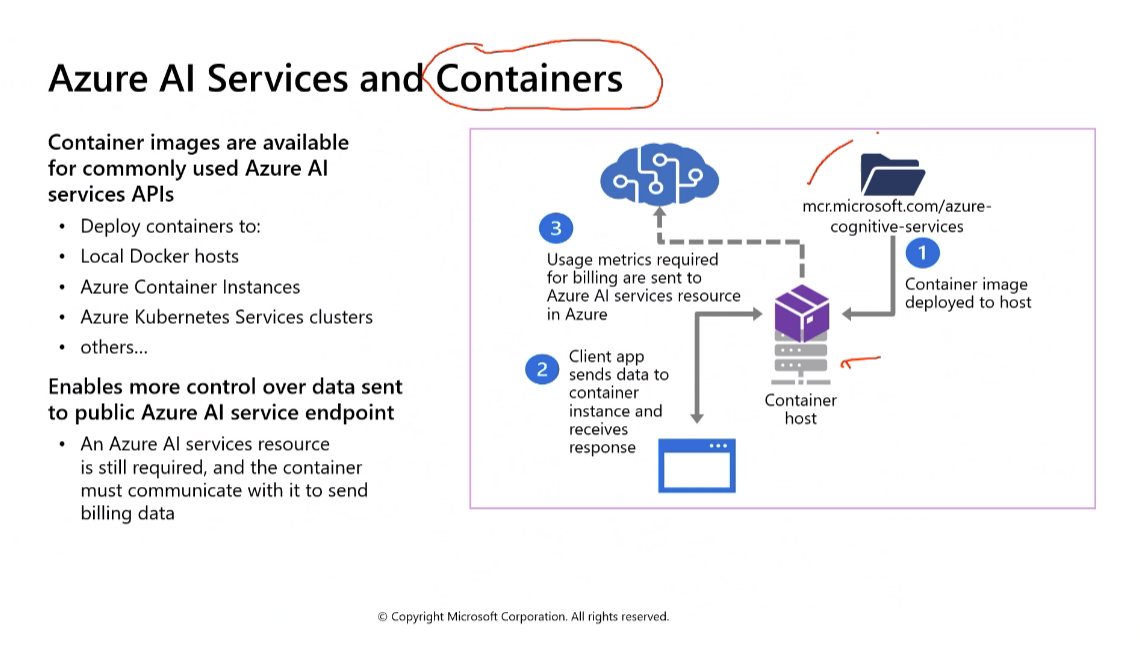 Azure AI Services and Containers
Container images are available
for commonly used Azure AI
services APIs
• Deploy containers to:
• Local Docker hosts
• Azure Container Instances
• Azure Kubernetes Services clusters
• others...
Enables more control over data sent
to public Azure AI service endpoint
• An Azure AI services resource
is still required, and the container
must communicate with it to send
billing data
mcr.microsoft.com/azure-
cognitive-services
1
Container image
deployed to host
3
Usage metrics required
for billing are sent to
Azure AI services resource
in Azure
2
Client app
sends data to
container
instance and
receives
response
Container
host
© Copyright Microsoft Corporation. All rights reserved.